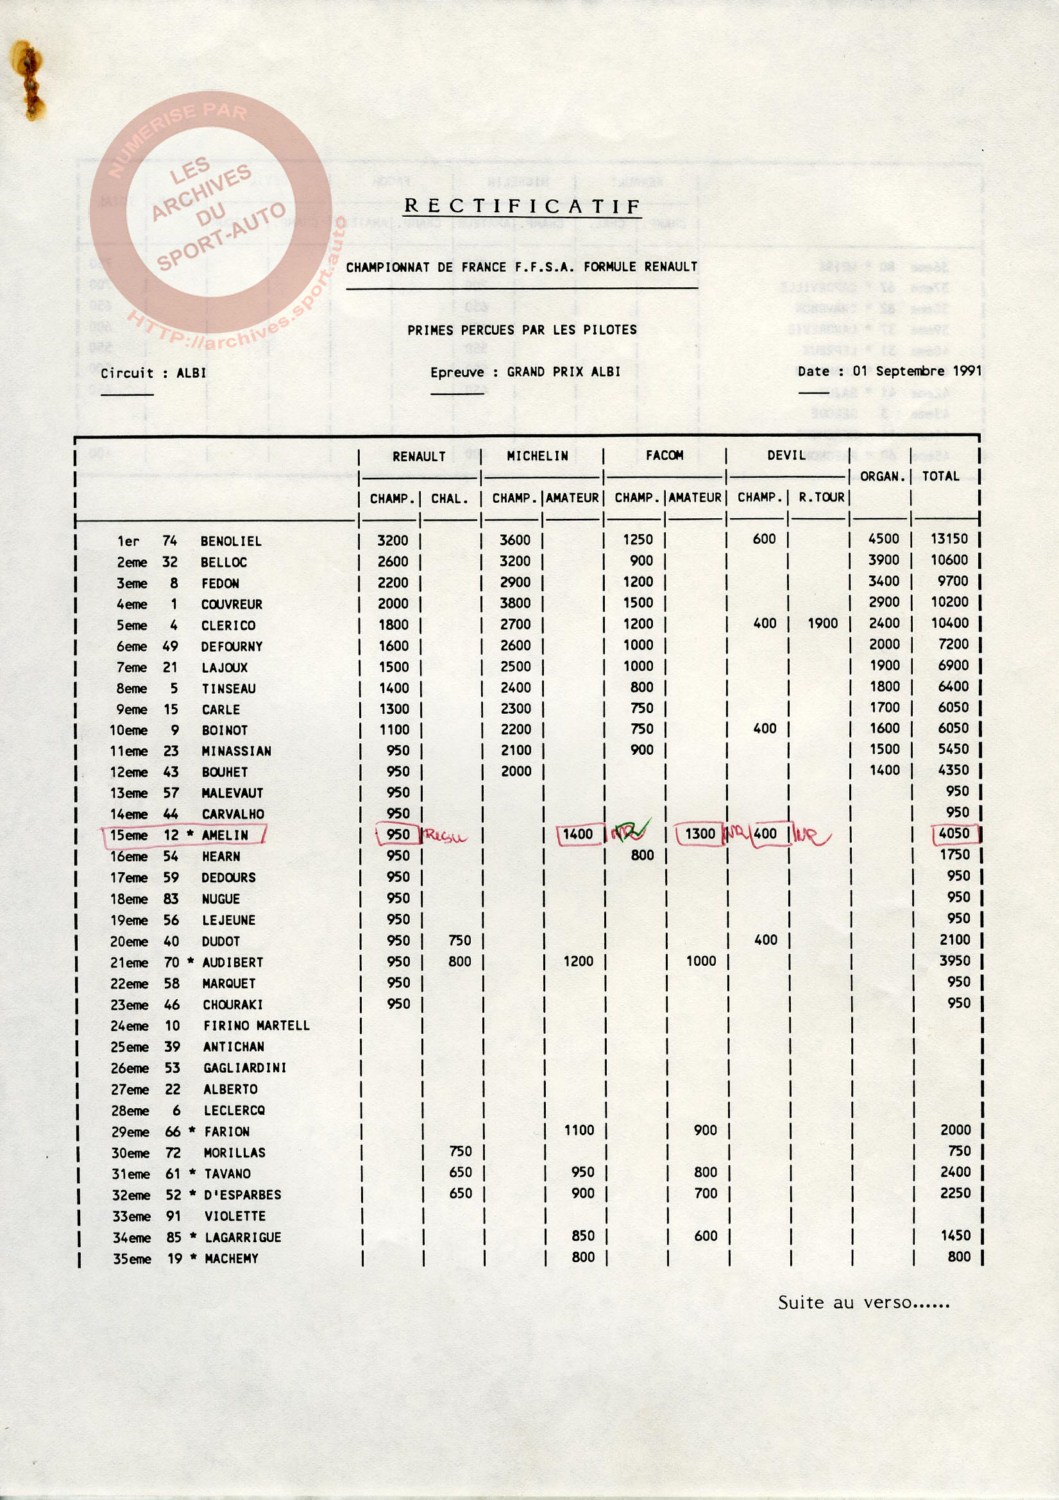 NUMERISE PAR
LES
ARCHIVES
DU
SPORT-AUTO
HTTP://archives.sport.auto
RECTIFICATIF
CHAMPIONNAT DE FRANCE F.F.S.A. FORMULE RENAULT
PRIMES PERCUES PAR LES PILOTES
Circuit : ALBI Epreuve : GRAND PRIX ALBI Date : 01 Septembre 1991
RENAULT MICHELIN FACOM DEVIL
ORGAN. TOTAL
CHAMP. CHAL. CHAMP. AMATEUR CHAMP. AMATEUR CHAMP. R.TOUR
1er 74 BENOLIEL 3200 3600 1250 600 4500 13150
2eme 32 BELLOC 2600 3200 900 3900 10600
3eme 8 FEDON 2200 2900 1200 3400 9700
4eme 1 COUVREUR 2000 3800 1500 2900 10200
5eme 4 CLERICO 1800 2700 1200 400 1900 2400 10400
6eme 49 DEFOURNY 1600 2600 1000 2000 7200
7eme 21 LAJOUX 1500 2500 1000 1900 6900
8eme 5 TINSEAU 1400 2400 800 1800 6400
9eme 15 CARLE 1300 2300 750 1700 6050
10eme 9 BOINOT 1100 2200 750 400 1600 6050
11eme 23 MINASSIAN 950 2100 900 1500 5450
12eme 43 BOUHET 950 2000 1400 4350
13eme 57 MALEVAUT 950 950
14eme 44 CARVALHO 950 950
15eme 12 * AMELIN 950 1400 1300 NR 400 NR 4050
16eme 54 HEARN 950 800 1750
17eme 59 DEDOURS 950 950
18eme 83 NUGUE 950 950
19eme 56 LEJEUNE 950 950
20eme 40 DUDOT 950 750 400 2100
21eme 70 * AUDIBERT 950 800 1200 1000 3950
22eme 58 MARQUET 950 950
23eme 46 CHOURAKI 950 950
24eme 10 FIRINO MARTELL
25eme 39 ANTICHAN
26eme 53 GAGLIARDINI
27eme 22 ALBERTO
28eme 6 LECLERCQ
29eme 66 * FARION 1100 900 2000
30eme 72 MORILLAS 750 750
31eme 61 * TAVANO 650 950 800 2400
32eme 52 * D'ESPARBES 650 900 700 2250
33eme 91 VIOLETTE
34eme 85 * LAGARRIGUE 850 600 1450
35eme 19 * MACHEMY 800 800
Suite au verso......